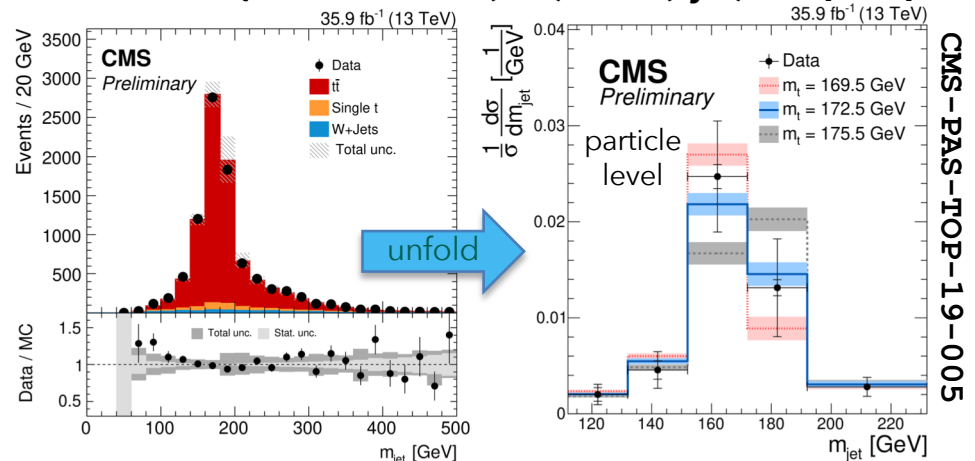 35.9 fb⁻¹ (13 TeV)
CMS
Preliminary
Data
tt̄
Single t
W+Jets
Total unc.
Events / 20 GeV
3500
3000
2500
2000
1500
1000
500
Total unc.
Stat. unc.
Data / MC
1.5
1
0.5
0 100 200 300 400 500
m_jet [GeV]
unfold
35.9 fb⁻¹ (13 TeV)
CMS
Preliminary
particle
level
Data
m_t = 169.5 GeV
m_t = 172.5 GeV
m_t = 175.5 GeV
1/σ dσ/dm_jet [1/GeV]
0.04
0.03
0.02
0.01
0
120 140 160 180 200 220
m_jet [GeV]
CMS-PAS-TOP-19-005